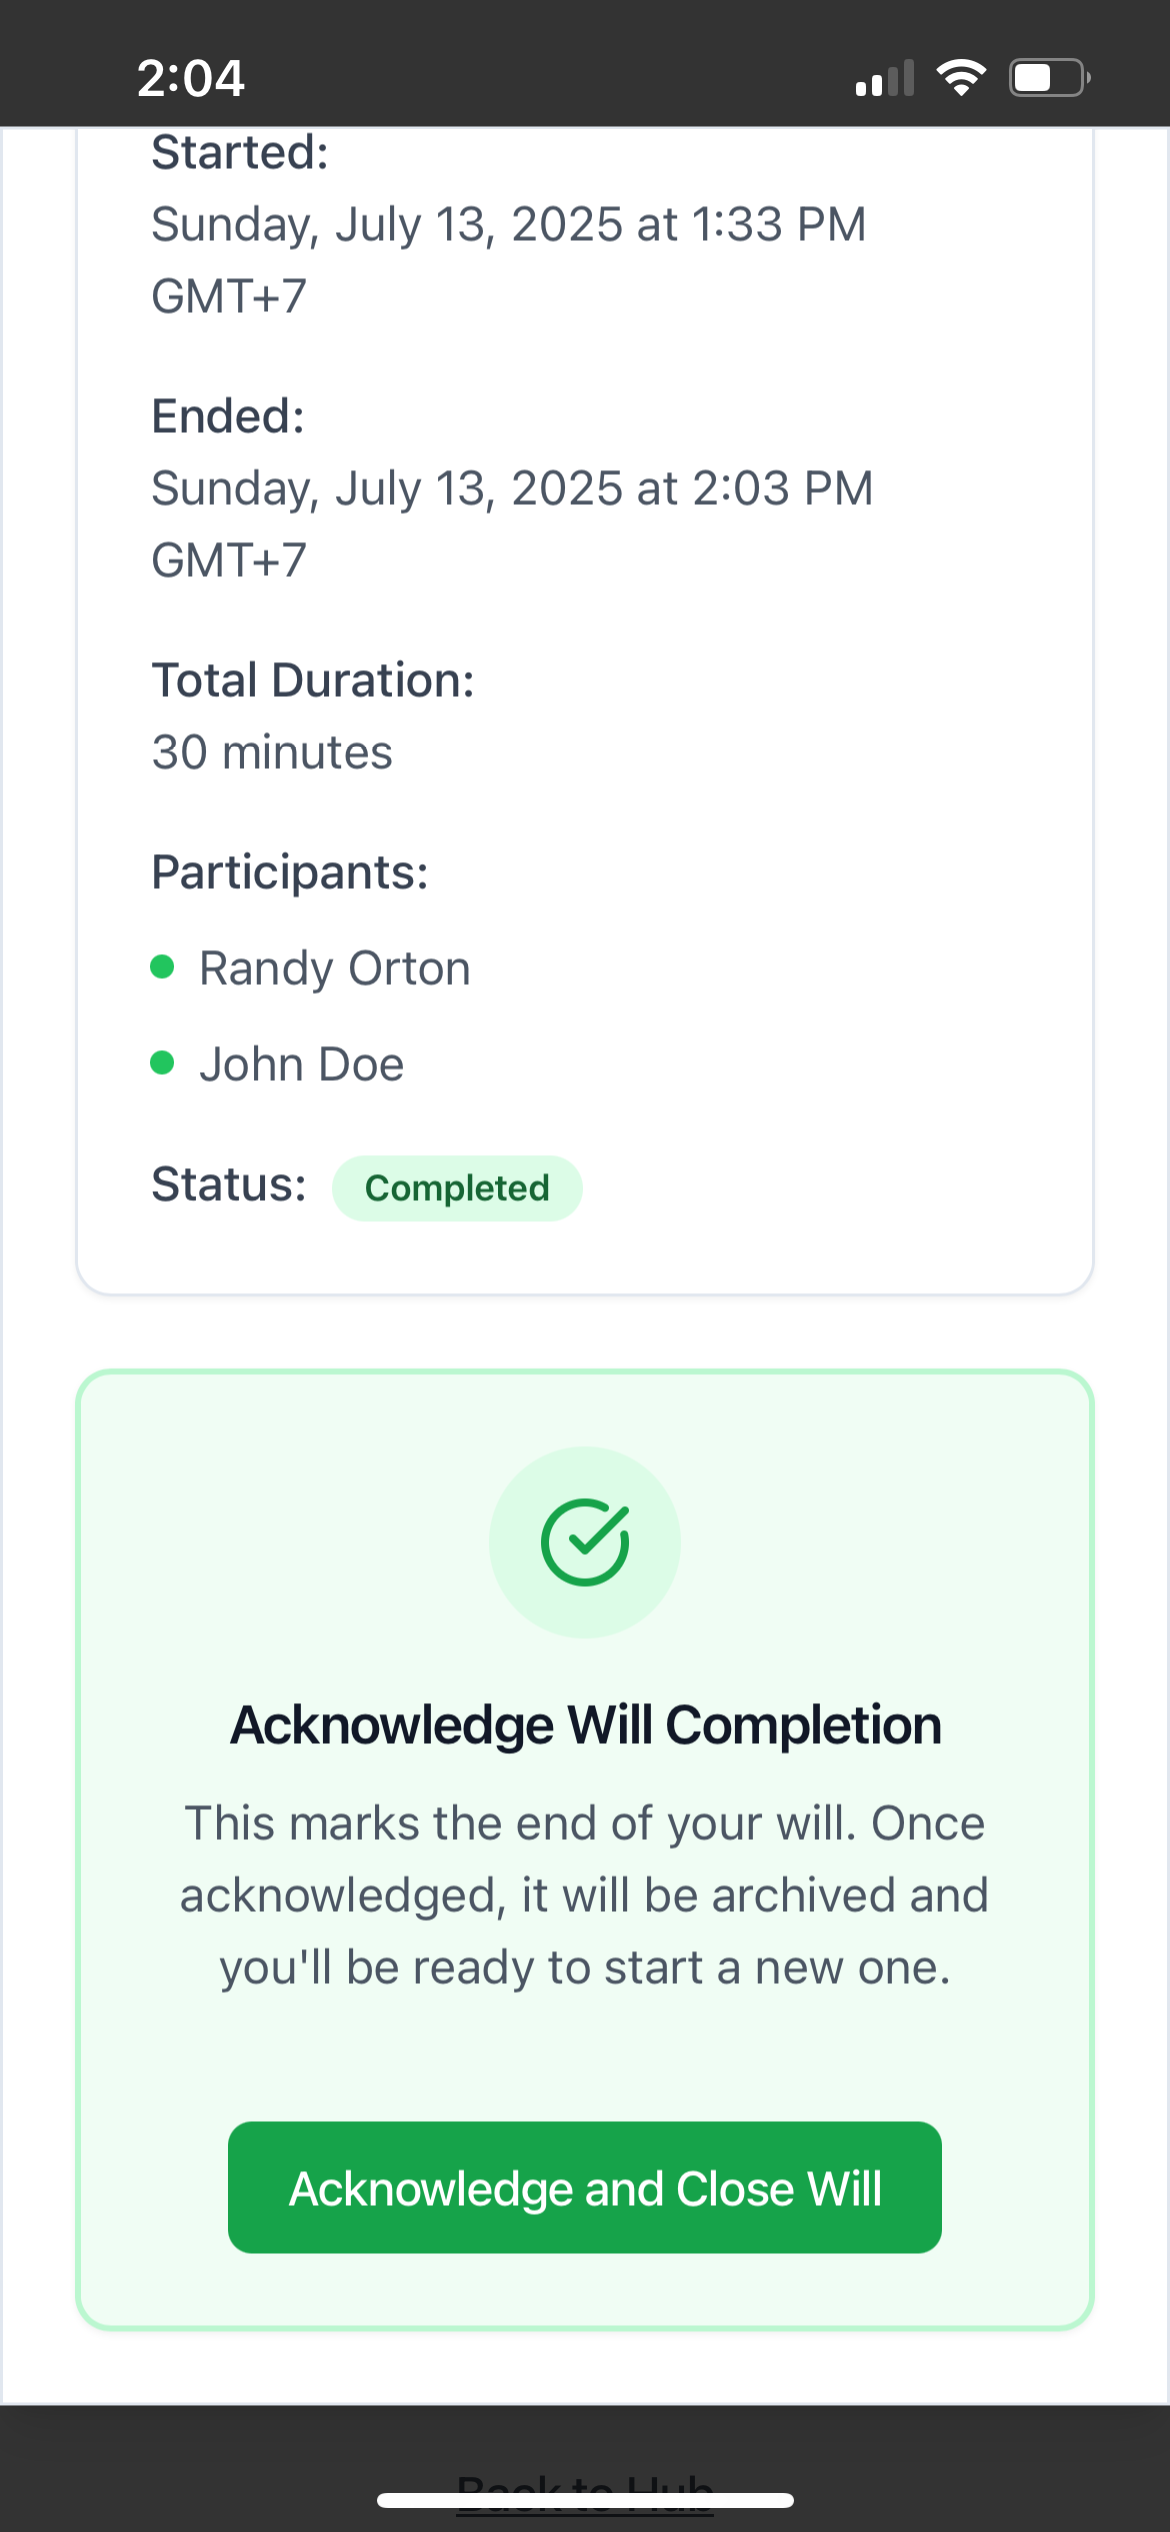 2:04
Started:
Sunday, July 13, 2025 at 1:33 PM
GMT+7
Ended:
Sunday, July 13, 2025 at 2:03 PM
GMT+7
Total Duration:
30 minutes
Participants:
Randy Orton
John Doe
Status: Completed
Acknowledge Will Completion
This marks the end of your will. Once
acknowledged, it will be archived and
you'll be ready to start a new one.
Acknowledge and Close Will
Back to Hub